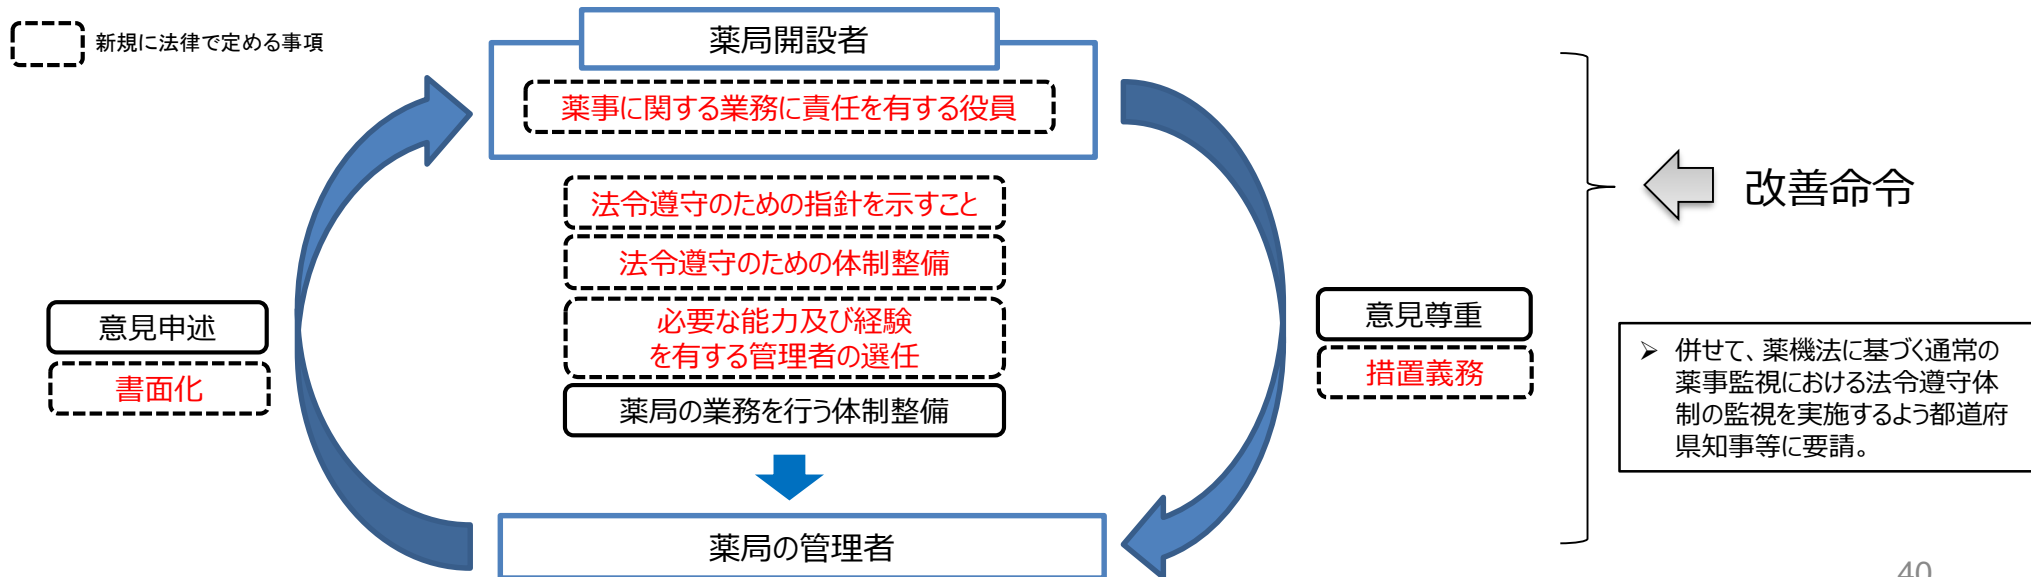 新規に法律で定める事項
薬局開設者
薬事に関する業務に責任を有する役員
法令遵守のための指針を示すこと
法令遵守のための体制整備
必要な能力及び経験
を有する管理者の選任
薬局の業務を行う体制整備
薬局の管理者
意見申述
書面化
意見尊重
措置義務
改善命令
➢ 併せて、薬機法に基づく通常の
薬事監視における法令遵守体
制の監視を実施するよう都道府
県知事等に要請。
40